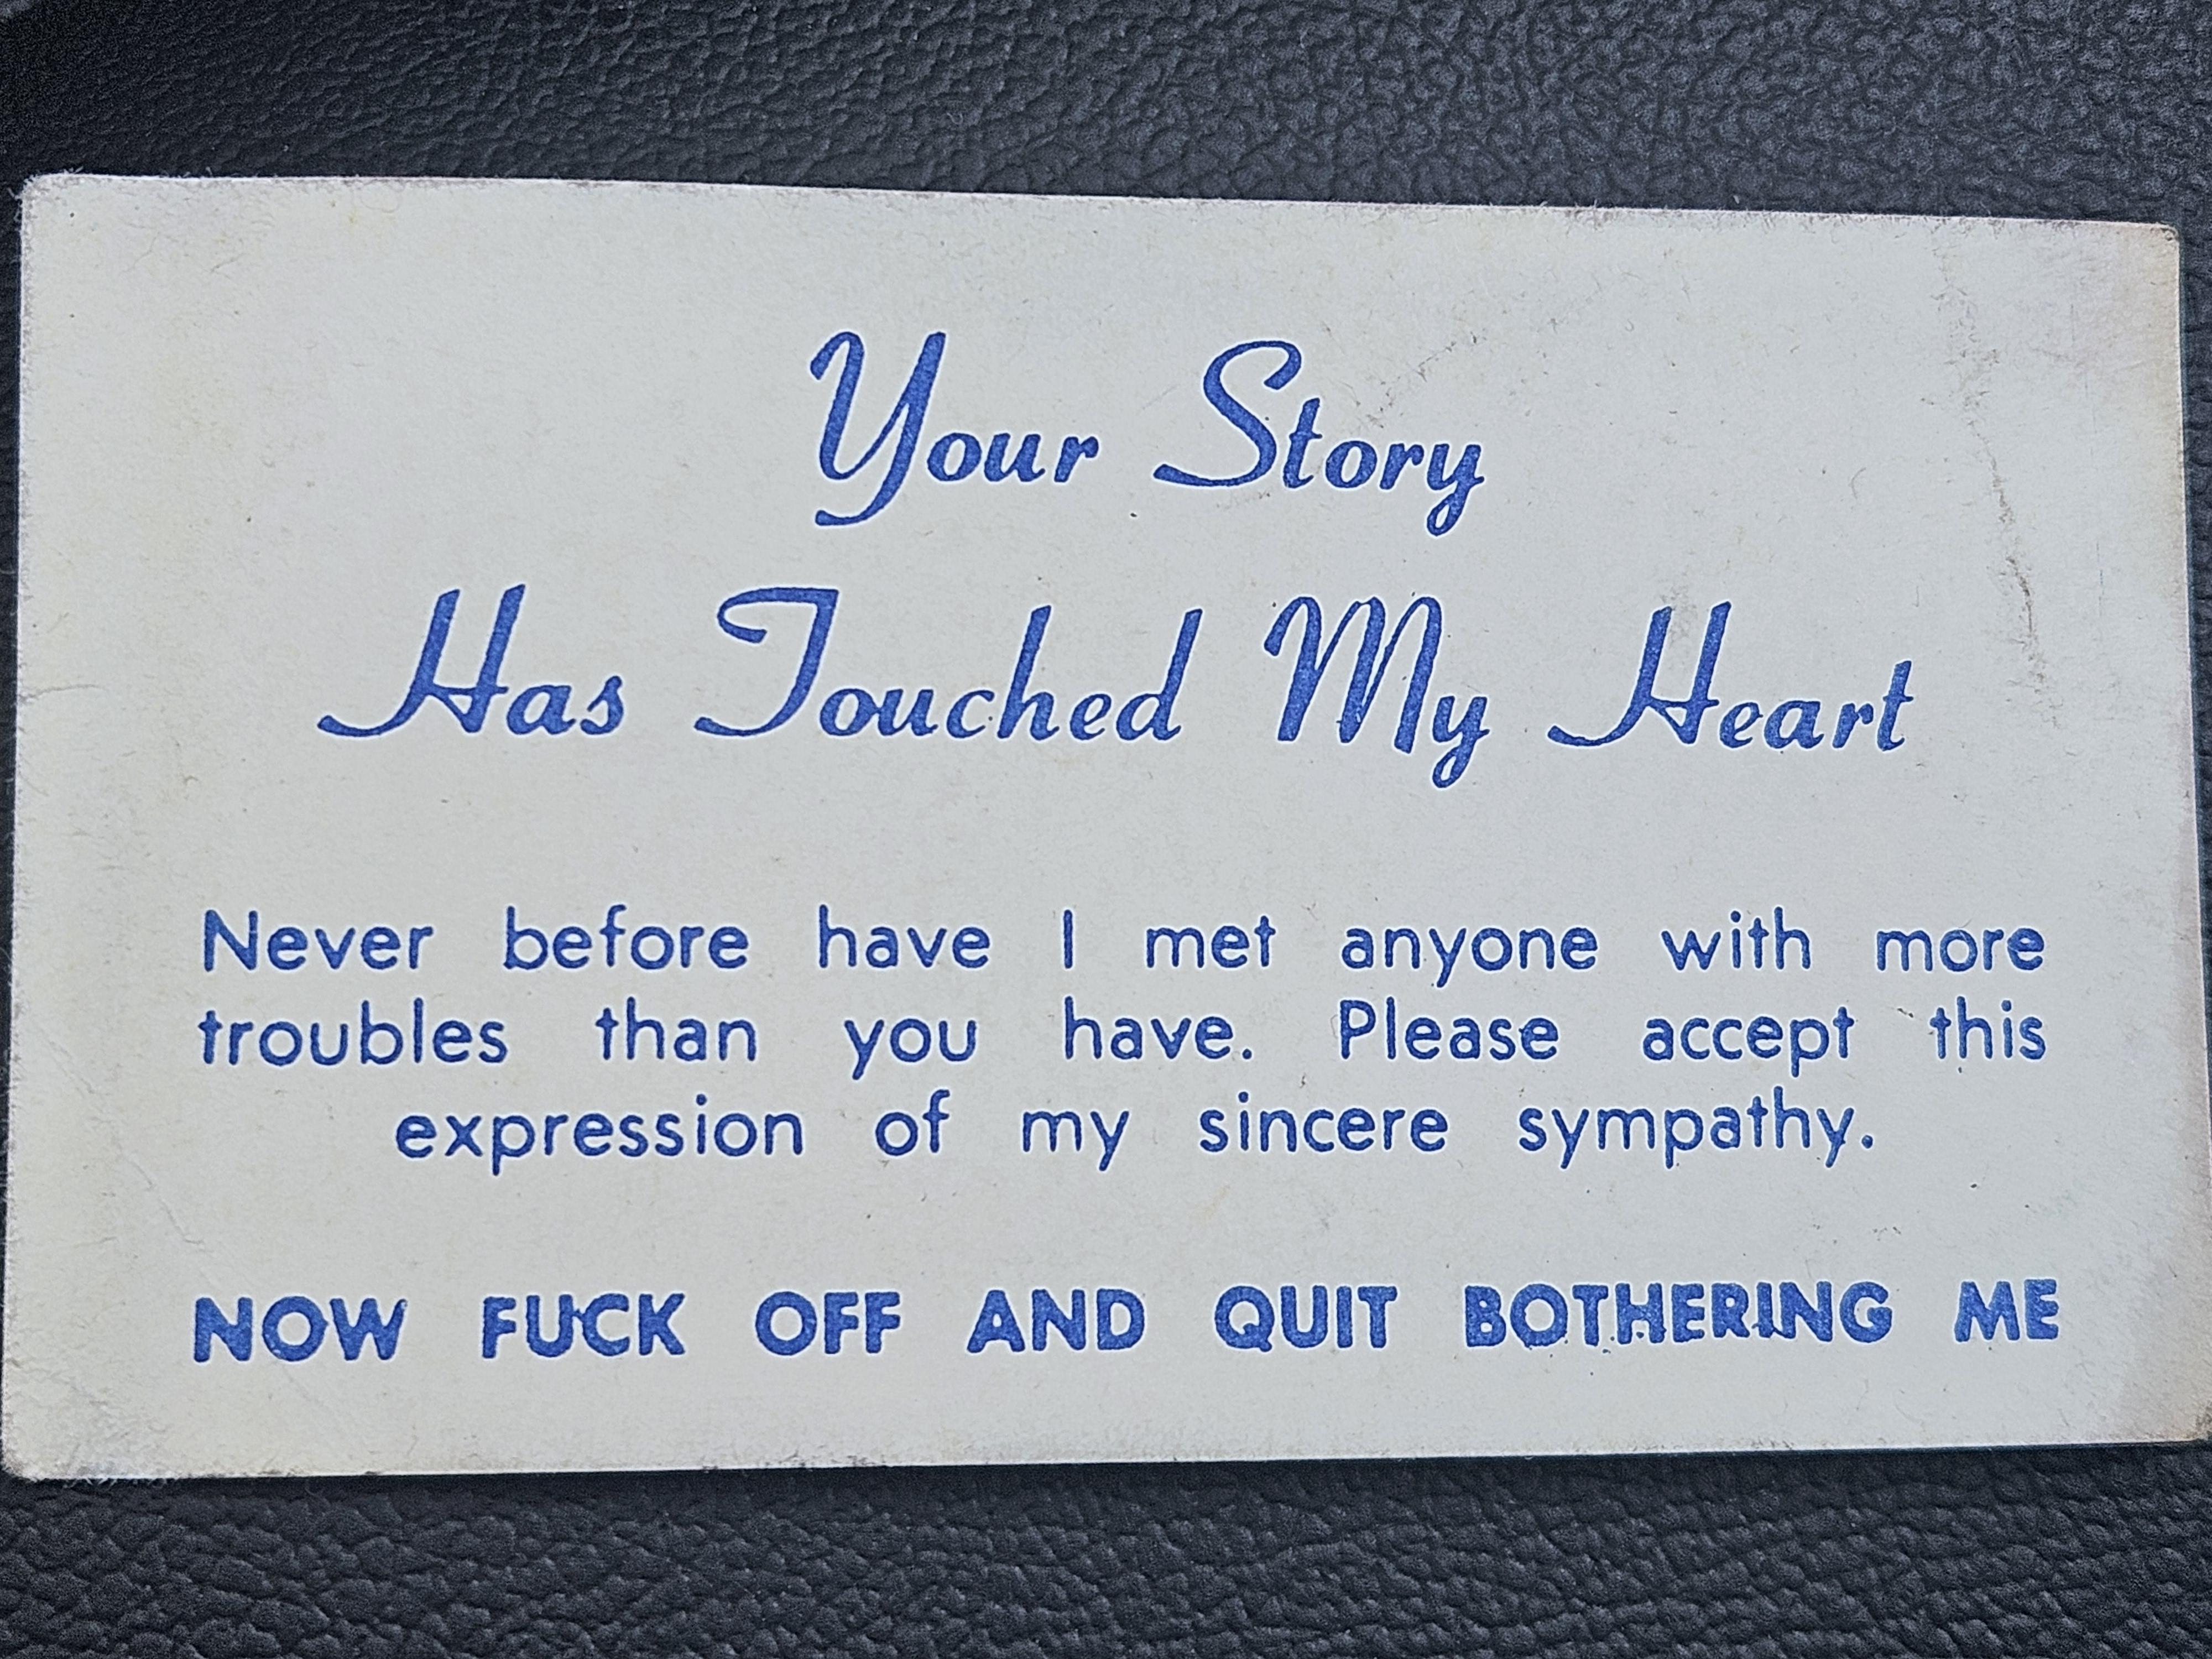 Your Story
Has Touched My Heart
Never before have I met anyone with more
troubles than you have. Please accept this
expression of my sincere sympathy.
NOW FUCK OFF AND QUIT BOTHERING ME